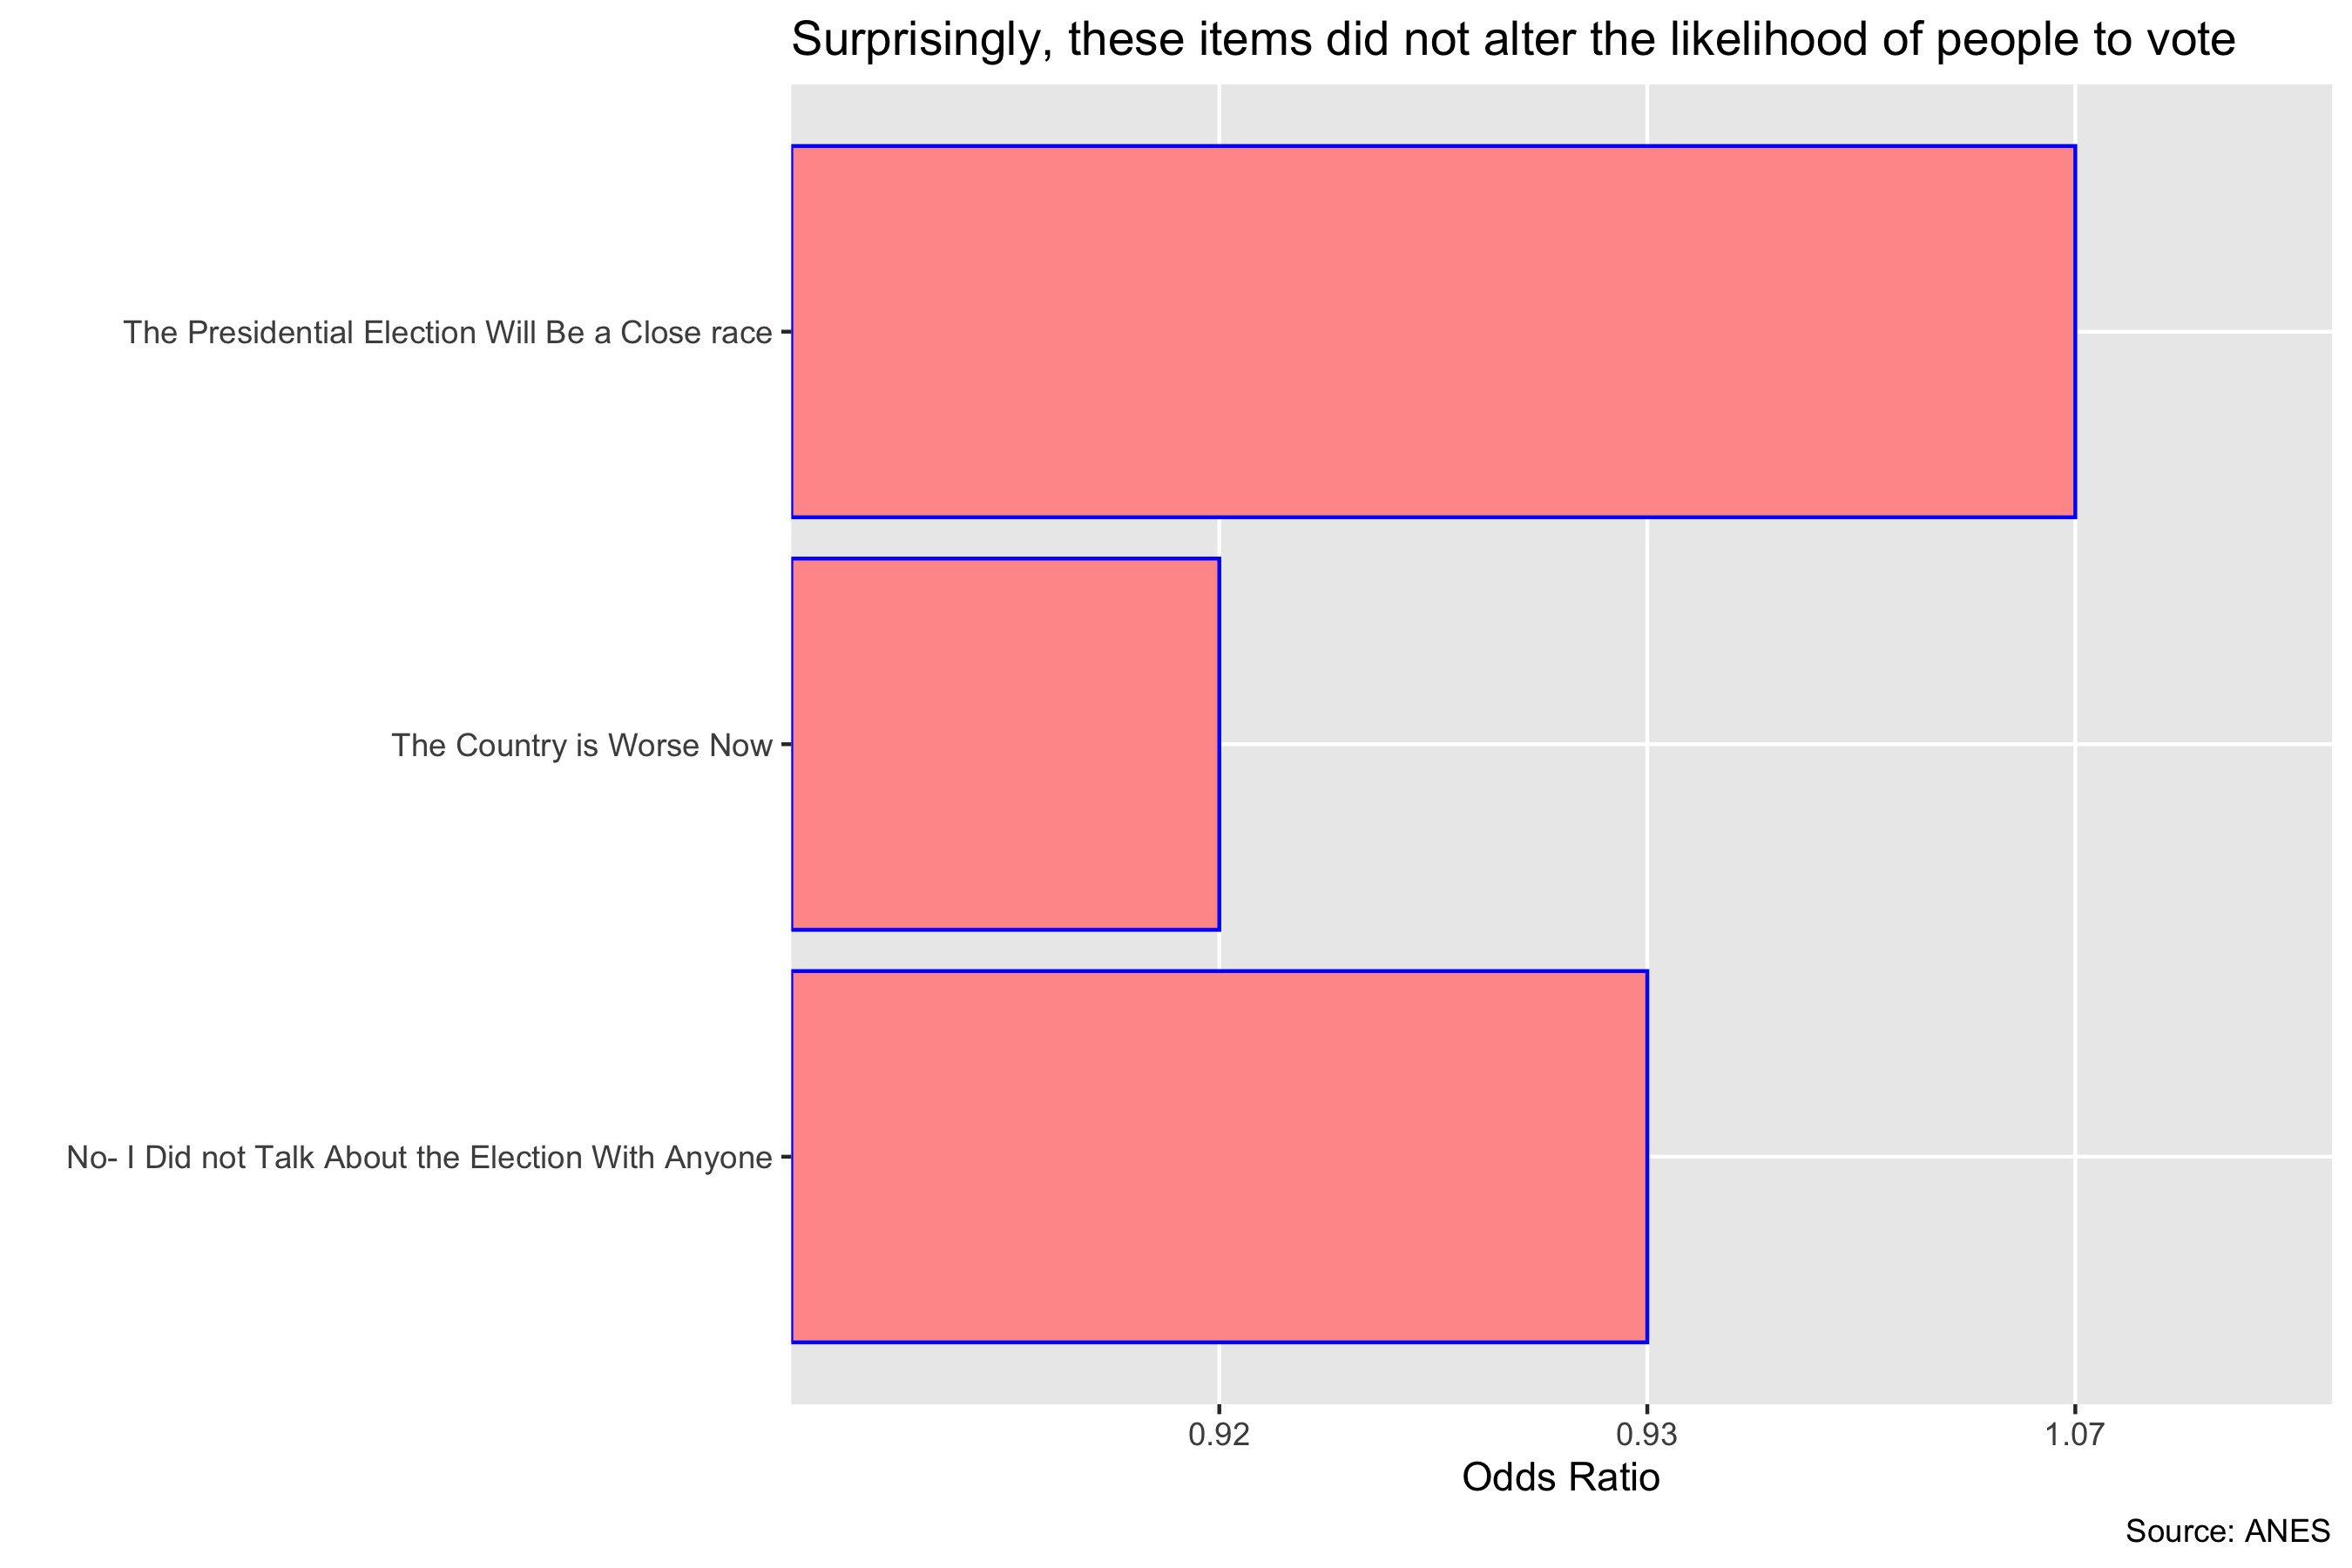 Surprisingly, these items did not alter the likelihood of people to vote
The Presidential Election Will Be a Close race
The Country is Worse Now
No- I Did not Talk About the Election With Anyone
0.92
0.93
1.07
Odds Ratio
Source: ANES